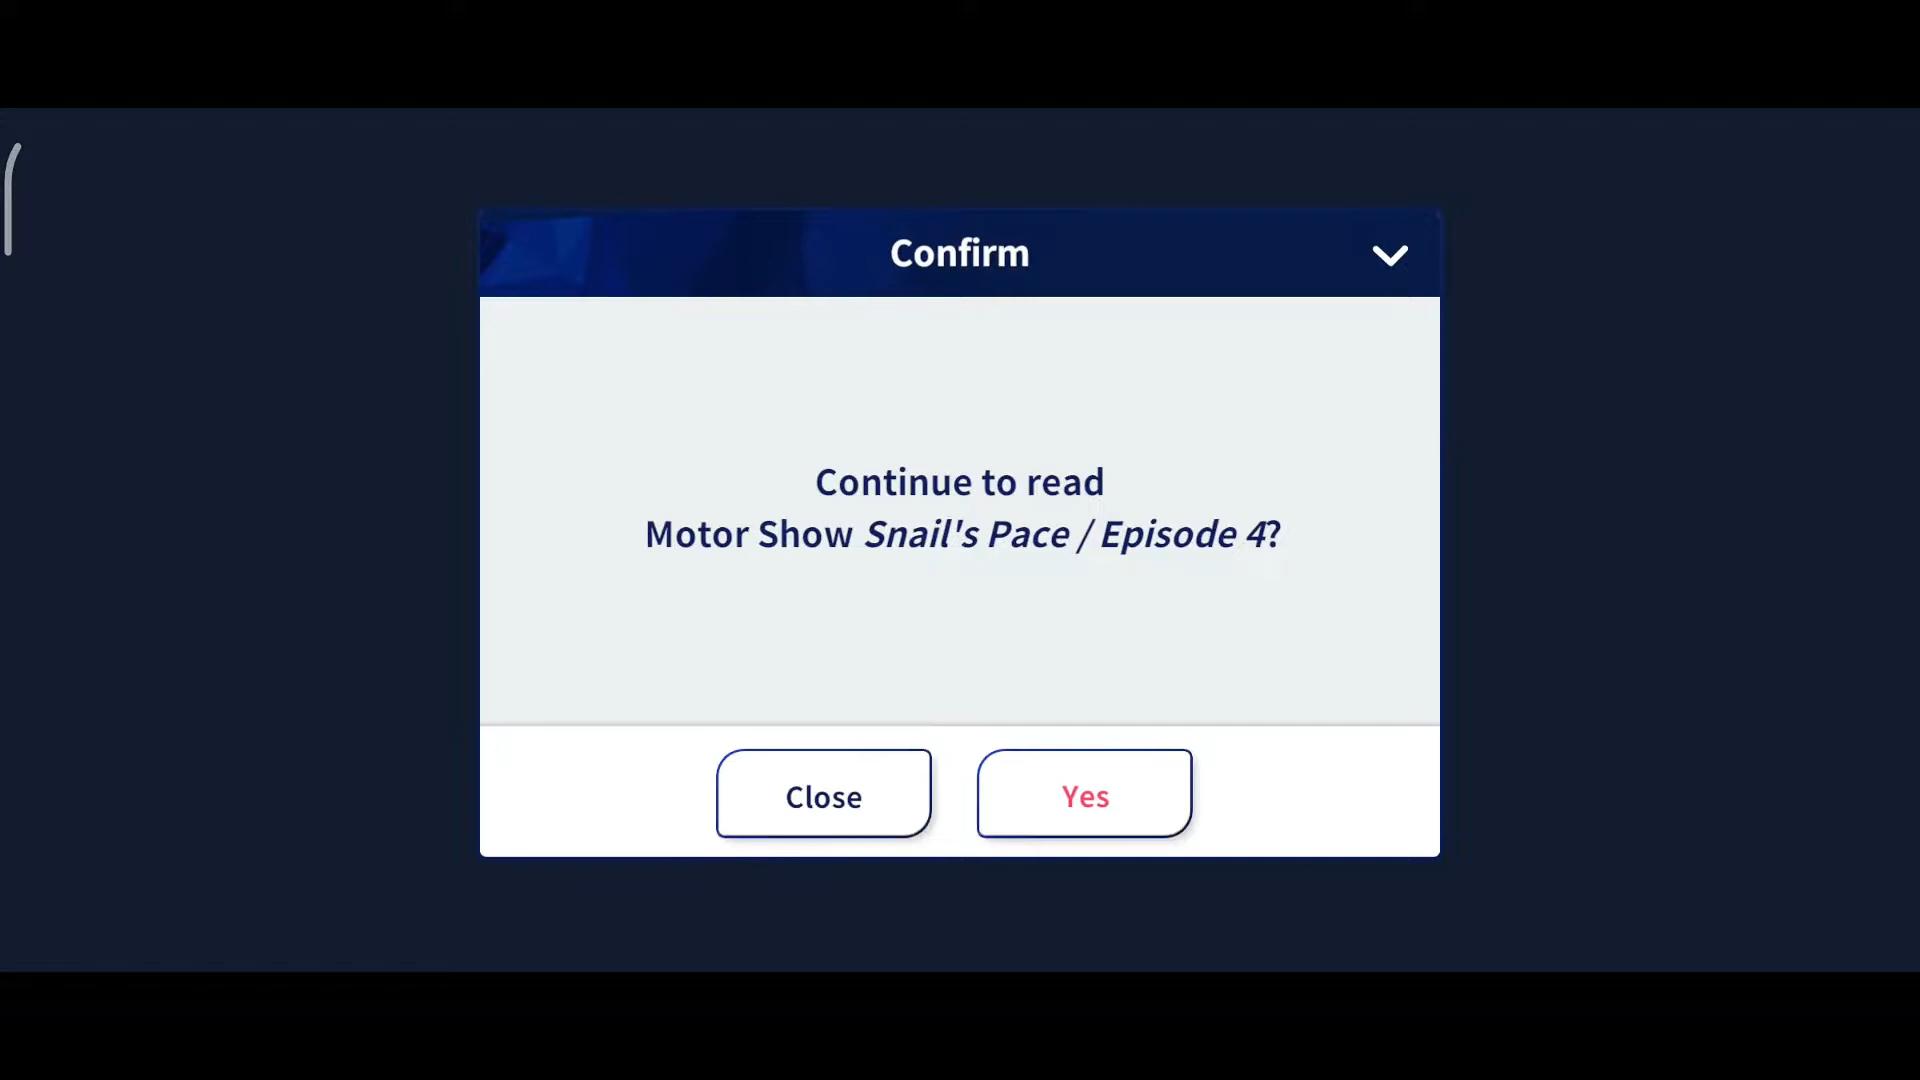 Confirm
Continue to read
Motor Show Snail's Pace / Episode 4?
Close
Yes